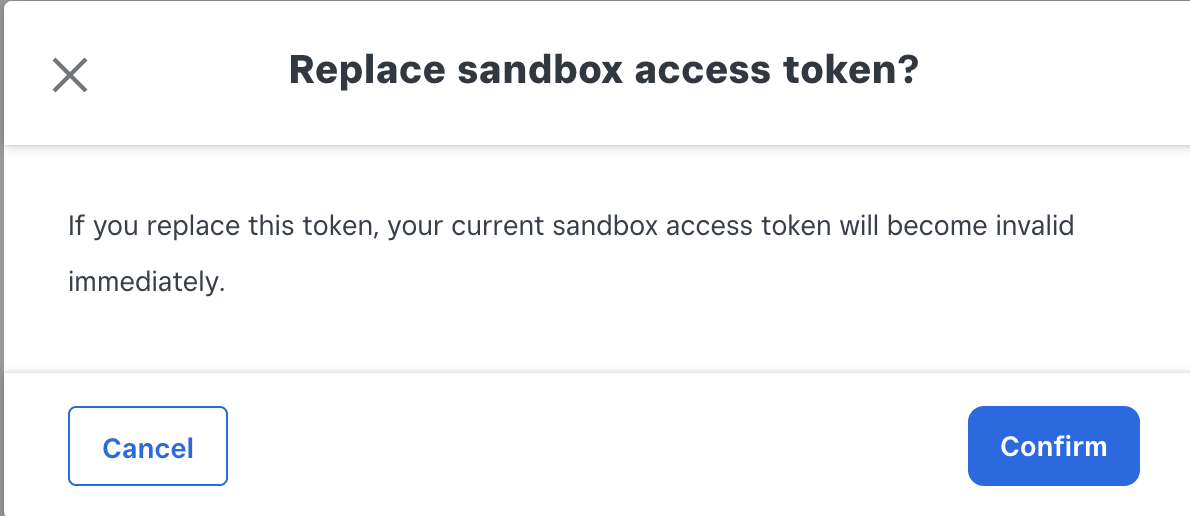 Replace sandbox access token?
If you replace this token, your current sandbox access token will become invalid
immediately.
Cancel
Confirm